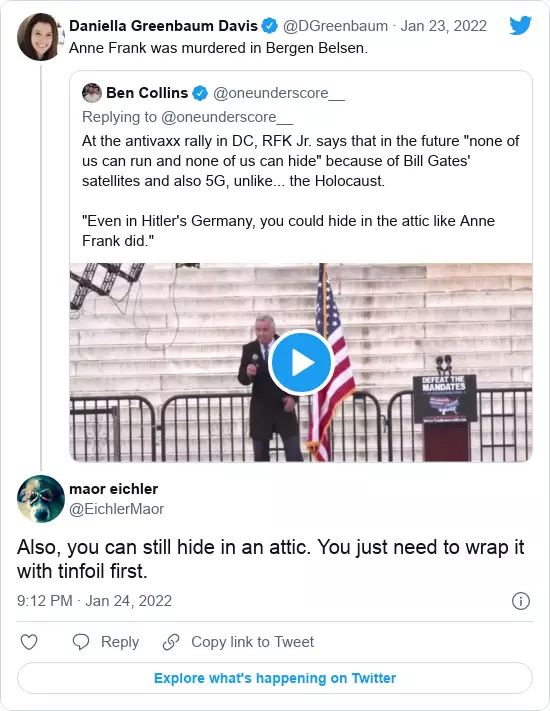 Daniella Greenbaum Davis @DGreenbaum · Jan 23, 2022
Anne Frank was murdered in Bergen Belsen.
Ben Collins @oneunderscore__
Replying to @oneunderscore__
At the antivaxx rally in DC, RFK Jr. says that in the future "none of
us can run and none of us can hide" because of Bill Gates'
satellites and also 5G, unlike... the Holocaust.
"Even in Hitler's Germany, you could hide in the attic like Anne
Frank did."
DEFEAT THE
MANDATES
maor eichler
@EichlerMaor
Also, you can still hide in an attic. You just need to wrap it
with tinfoil first.
9:12 PM · Jan 24, 2022
Reply
Copy link to Tweet
Explore what's happening on Twitter